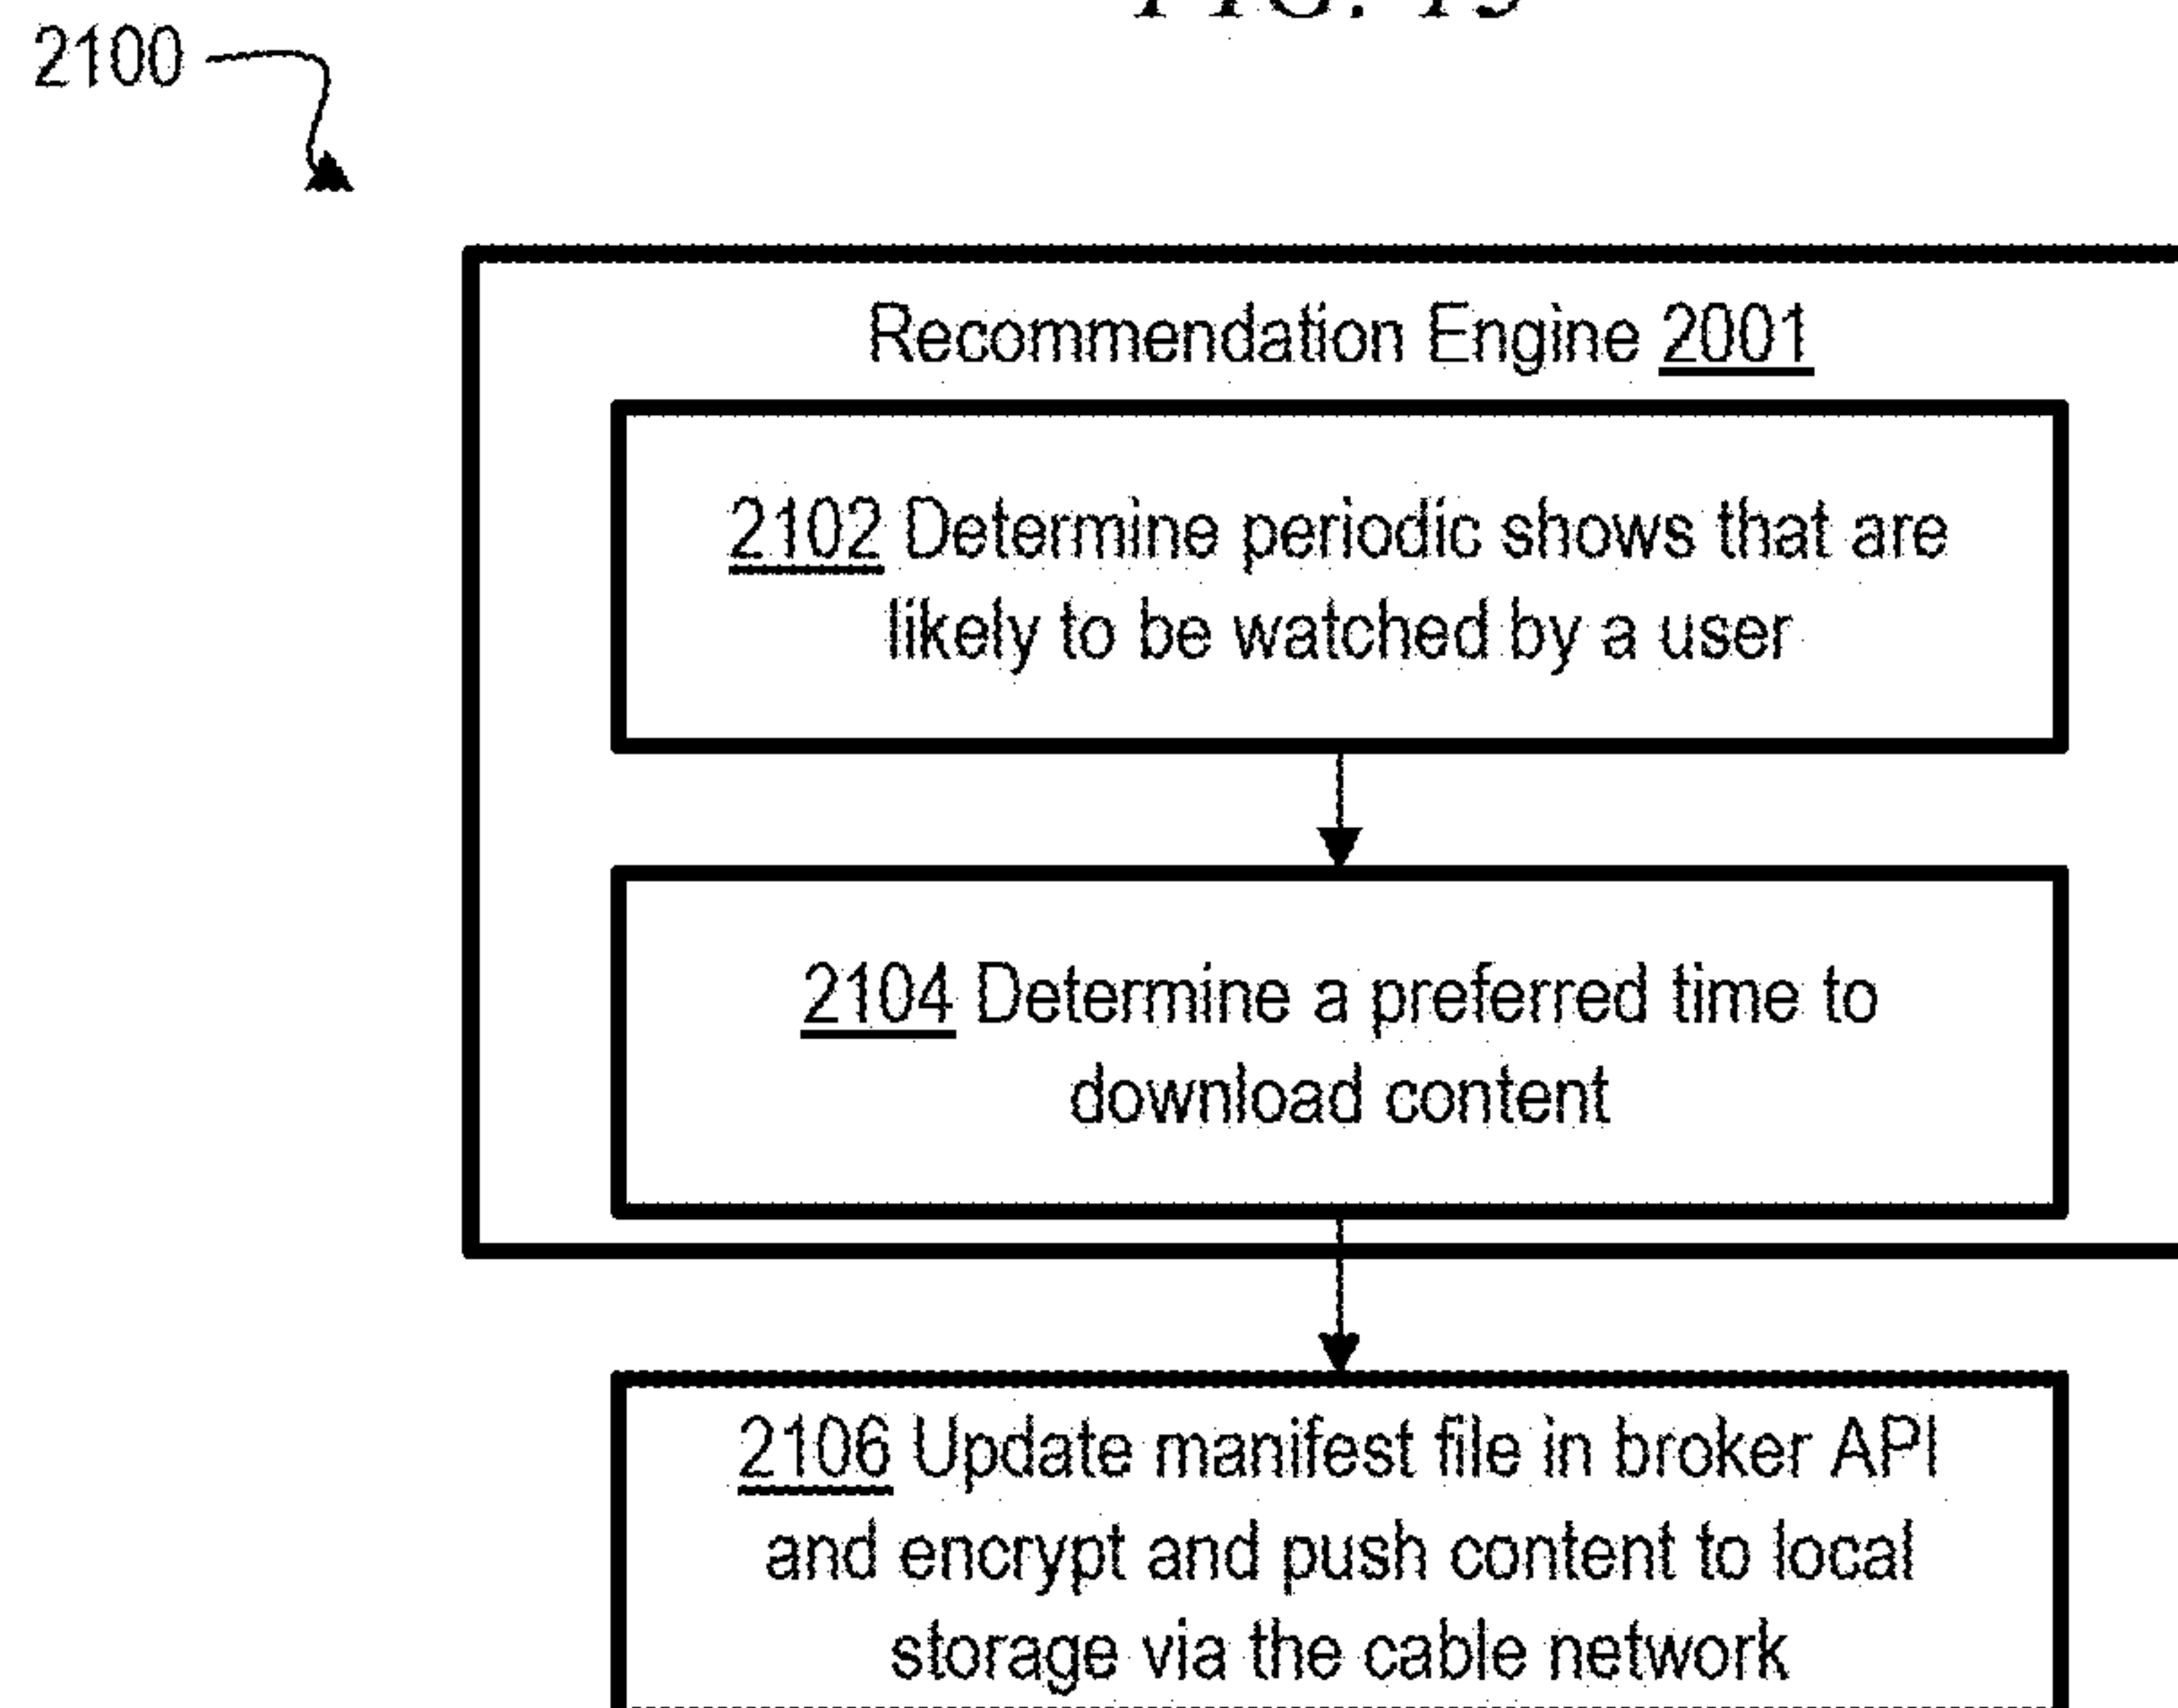 2100
Recommendation Engine 2001
2102 Determine periodic shows that are
likely to be watched by a user
2104 Determine a preferred time to
download content
2106 Update manifest file in broker API
and encrypt and push content to local
storage via the cable network